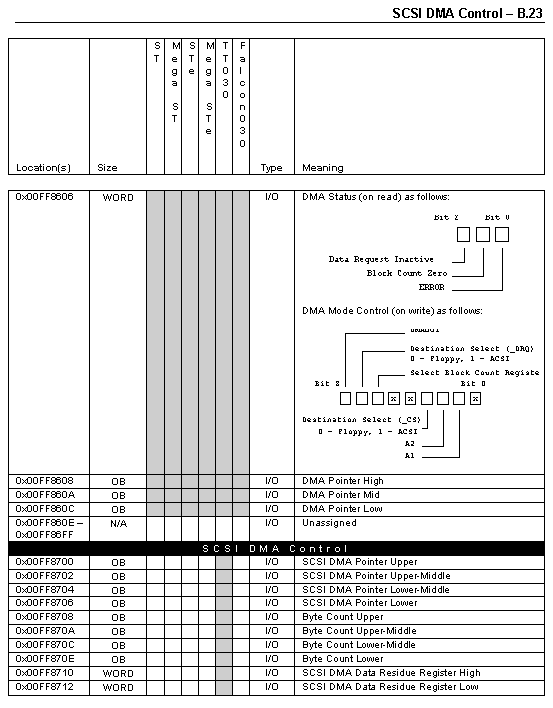 SCSI DMA Control – B.23
Location(s) Size ST Mega ST STe Mega STe TT030 Falcon030 Type Meaning
0x00FF8606 WORD I/O DMA Status (on read) as follows:
Bit 2 Bit 0
Data Request Inactive
Block Count Zero
ERROR
DMA Mode Control (on write) as follows:
Destination Select (_DRQ)
0 - Floppy, 1 - ACSI
Select Block Count Registe
Bit 8 Bit 0
x x x
Destination Select (_CS)
0 - Floppy, 1 - ACSI
A2
A1
0x00FF8608 OB I/O DMA Pointer High
0x00FF860A OB I/O DMA Pointer Mid
0x00FF860C OB I/O DMA Pointer Low
0x00FF860E – N/A I/O Unassigned
0x00FF86FF
SCSI DMA Control
0x00FF8700 OB I/O SCSI DMA Pointer Upper
0x00FF8702 OB I/O SCSI DMA Pointer Upper-Middle
0x00FF8704 OB I/O SCSI DMA Pointer Lower-Middle
0x00FF8706 OB I/O SCSI DMA Pointer Lower
0x00FF8708 OB I/O Byte Count Upper
0x00FF870A OB I/O Byte Count Upper-Middle
0x00FF870C OB I/O Byte Count Lower-Middle
0x00FF870E OB I/O Byte Count Lower
0x00FF8710 WORD I/O SCSI DMA Data Residue Register High
0x00FF8712 WORD I/O SCSI DMA Data Residue Register Low